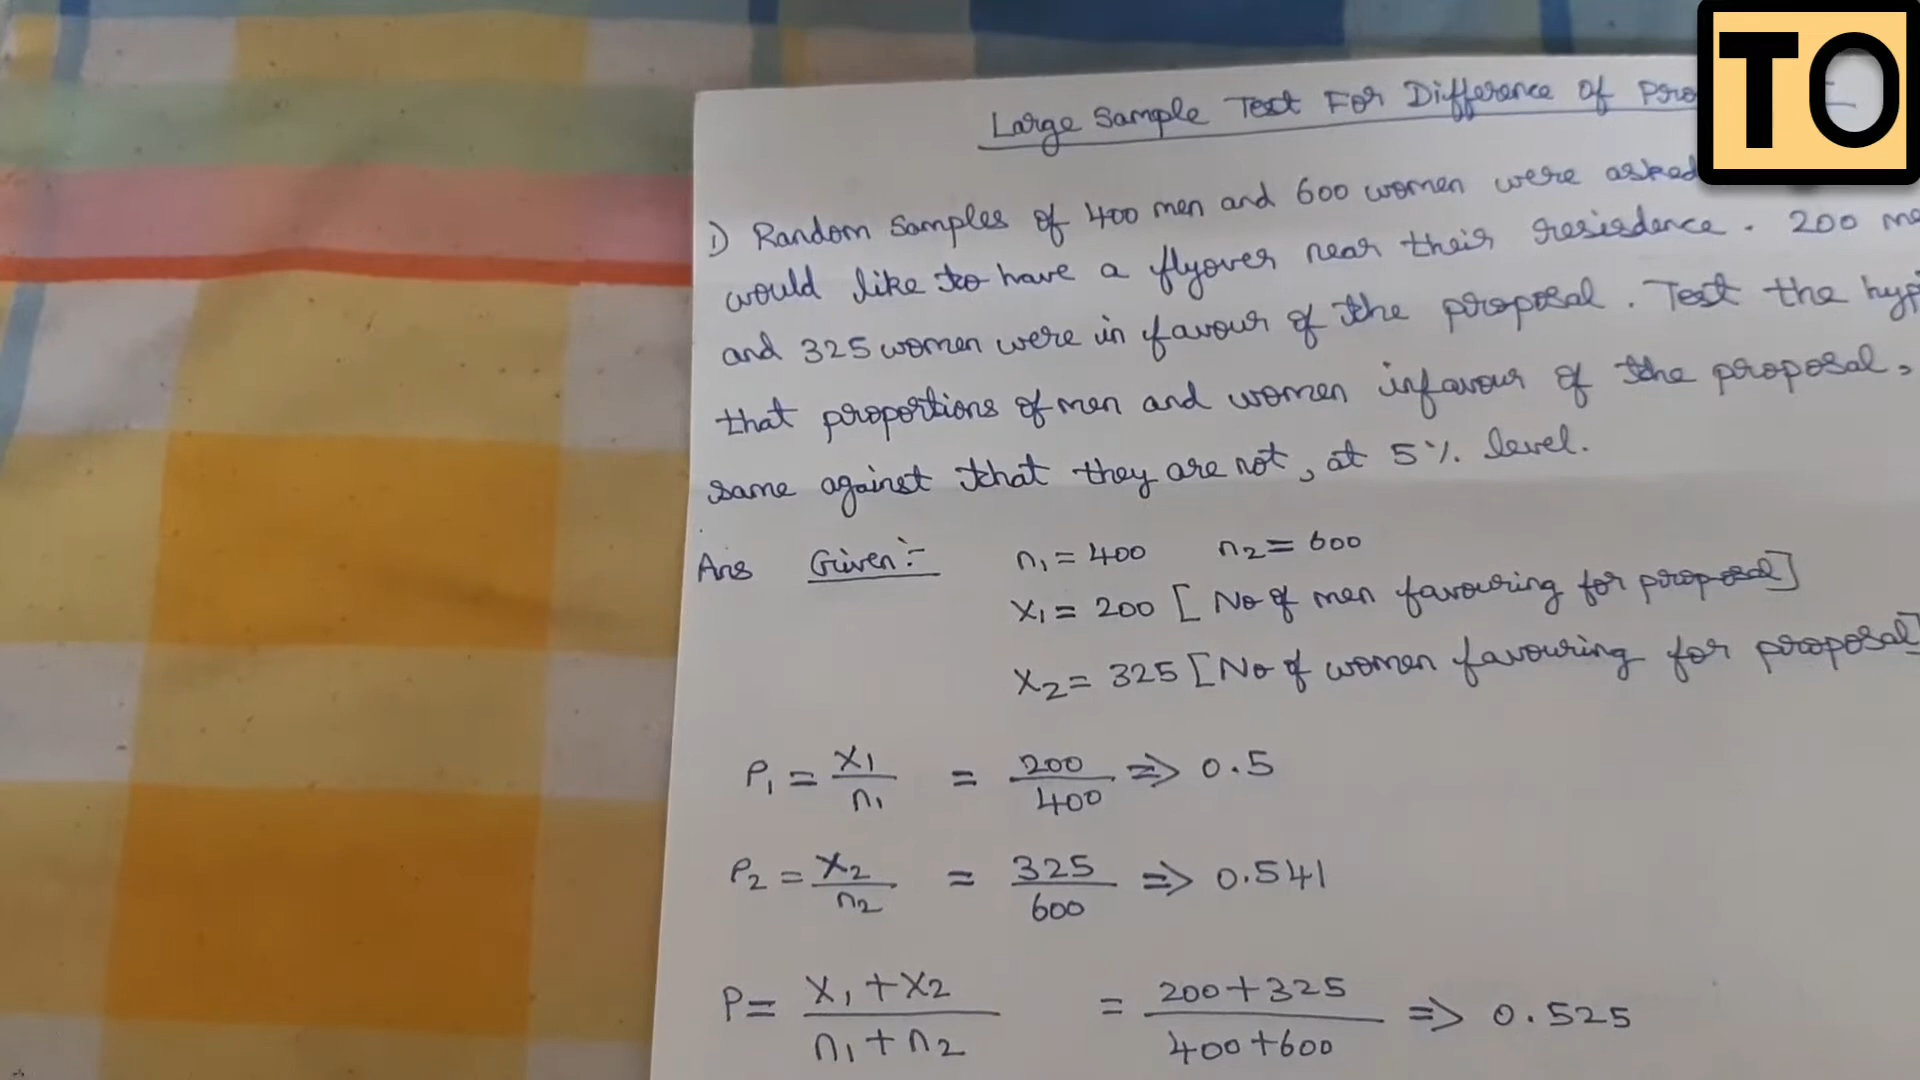 TO
Large Sample Test For Difference of
1) Random Samples of 400 men and 600 women were asked
would like to have a flyover near their resisdence . 200
and 325 women were in favour of the proposal . Test the
that proportions of men and women infavour of the proposal,
same against that they are not, at 5% level.
Ans Given:- n₁ = 400 n₂ = 600
X₁ = 200 [ No of men favouring for proposal]
X₂ = 325 [No of women favouring for proposal]
P₁ = X₁/n₁ = 200/400 => 0.5
P₂ = X₂/n₂ = 325/600 => 0.541
P = X₁+X₂/n₁+n₂ = 200+325/400+600 => 0.525